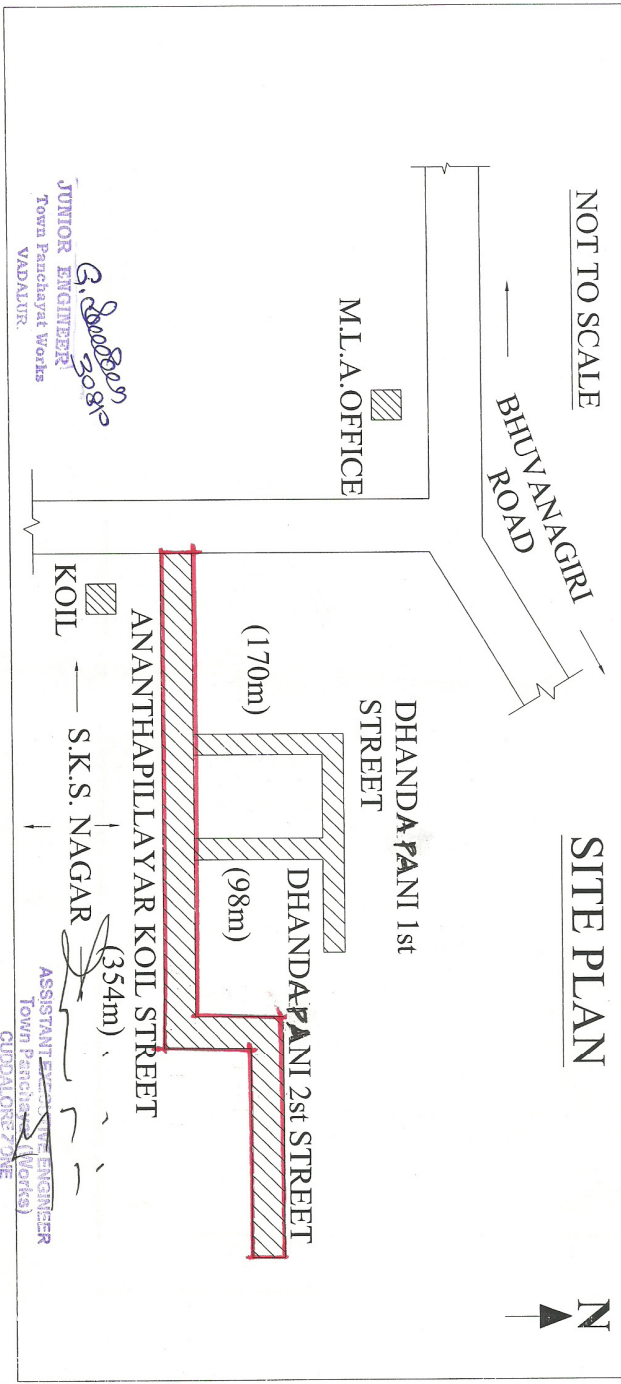 SITE PLAN
NOT TO SCALE
N
BHUVANAGIRI
ROAD
M.L.A.OFFICE
DHANDAPANI 1st
STREET
(170m)
(98m)
DHANDAPANI 2st STREET
ANANTHAPILLAYAR KOIL STREET
(354m)
KOIL
S.K.S. NAGAR
JUNIOR ENGINEER
Town Panchayat Works
VADALUR.
ASSISTANT EXECUTIVE ENGINEER
Town Panchayat (Works)
CUDDALORE ZONE